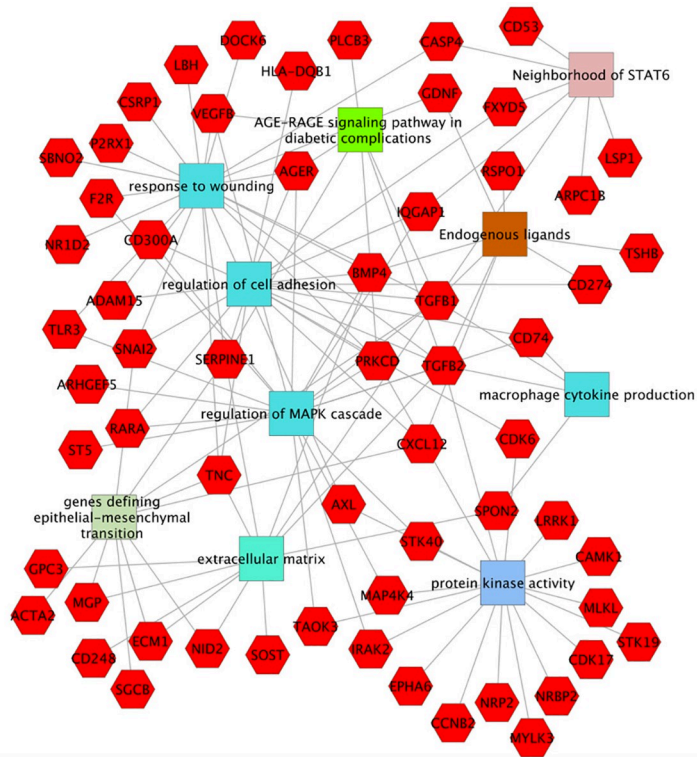 CD53
DOCK6
PLCB3
CASP4
LBH
HLA-DQB1
Neighborhood of STAT6
CSRP1
VEGFB
GDNF
FXYD5
AGE-RAGE signaling pathway in
diabetic complications
P2RX1
SBNO2
AGER
RSPO1
LSP1
response to wounding
F2R
ARPC1B
IQGAP1
NR1D2
CD300A
Endogenous ligands
TSHB
BMP4
regulation of cell adhesion
CD274
ADAM15
TGFB1
TLR3
SNAI2
CD74
SERPINE1
PRKCD
TGFB2
ARHGEF5
macrophage cytokine production
regulation of MAPK cascade
RARA
CXCL12
CDK6
ST5
TNC
genes defining
epithelial-mesenchymal
transition
AXL
SPON2
LRRK1
STK40
extracellular matrix
CAMK1
GPC3
protein kinase activity
MAP4K4
MGP
ACTA2
MLKL
TAOK3
ECM1
NID2
SOST
IRAK2
STK19
CD248
CDK17
SGCB
EPHA6
NRP2
NRBP2
CCNB2
MYLK3